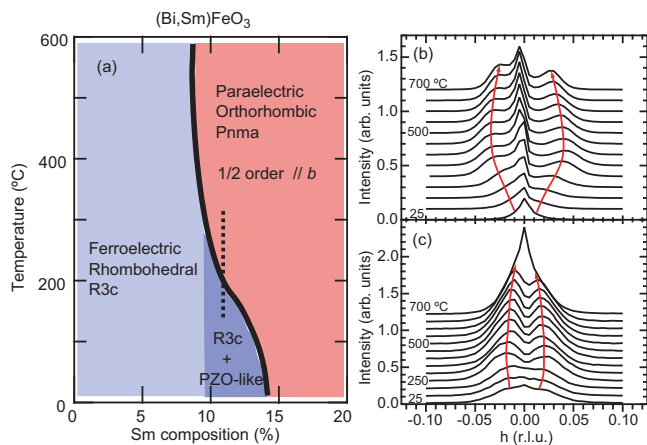 (Bi,Sm)FeO₃
600
400
200
0
Temperature (ºC)
(a)
Paraelectric
Orthorhombic
Pnma
1/2 order // b
Ferroelectric
Rhombohedral
R3c
R3c
+
PZO-like
0
5
10
15
20
Sm composition (%)
(b)
1.5
1.0
0.5
0.0
Intensity (arb. units)
700 ºC
500
25
(c)
2.0
1.5
1.0
0.5
0.0
Intensity (arb. units)
700 ºC
500
250
25
-0.10
-0.05
0.00
0.05
0.10
h (r.l.u.)